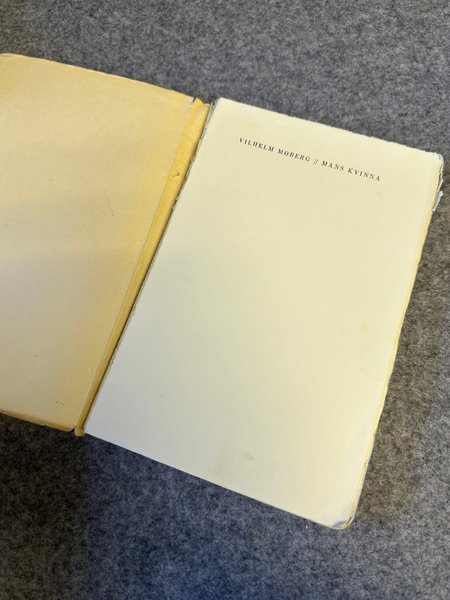 VILHELM MOBERG // MANS KVINNA